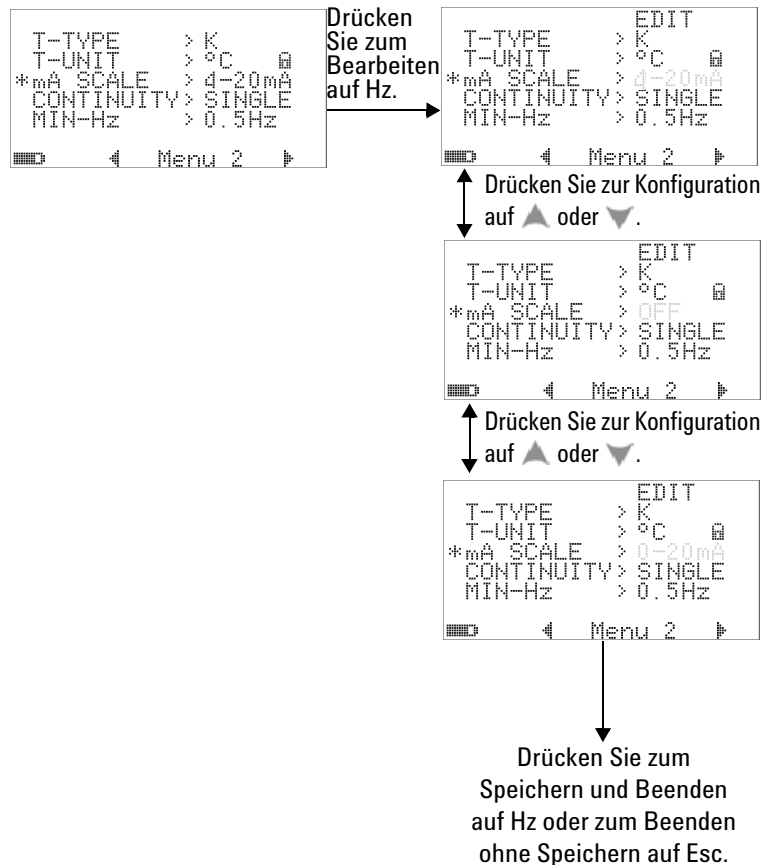 T-TYPE > K
T-UNIT > °C
*mA SCALE > 4-20mA
CONTINUITY> SINGLE
MIN-Hz > 0.5Hz
Menu 2
Drücken
Sie zum
Bearbeiten
auf Hz.
EDIT
T-TYPE > K
T-UNIT > °C
*mA SCALE > 4-20mA
CONTINUITY> SINGLE
MIN-Hz > 0.5Hz
Menu 2
Drücken Sie zur Konfiguration
auf ▲ oder ▼.
EDIT
T-TYPE > K
T-UNIT > °C
*mA SCALE > OFF
CONTINUITY> SINGLE
MIN-Hz > 0.5Hz
Menu 2
Drücken Sie zur Konfiguration
auf ▲ oder ▼.
EDIT
T-TYPE > K
T-UNIT > °C
*mA SCALE > 0-20mA
CONTINUITY> SINGLE
MIN-Hz > 0.5Hz
Menu 2
Drücken Sie zum
Speichern und Beenden
auf Hz oder zum Beenden
ohne Speichern auf Esc.